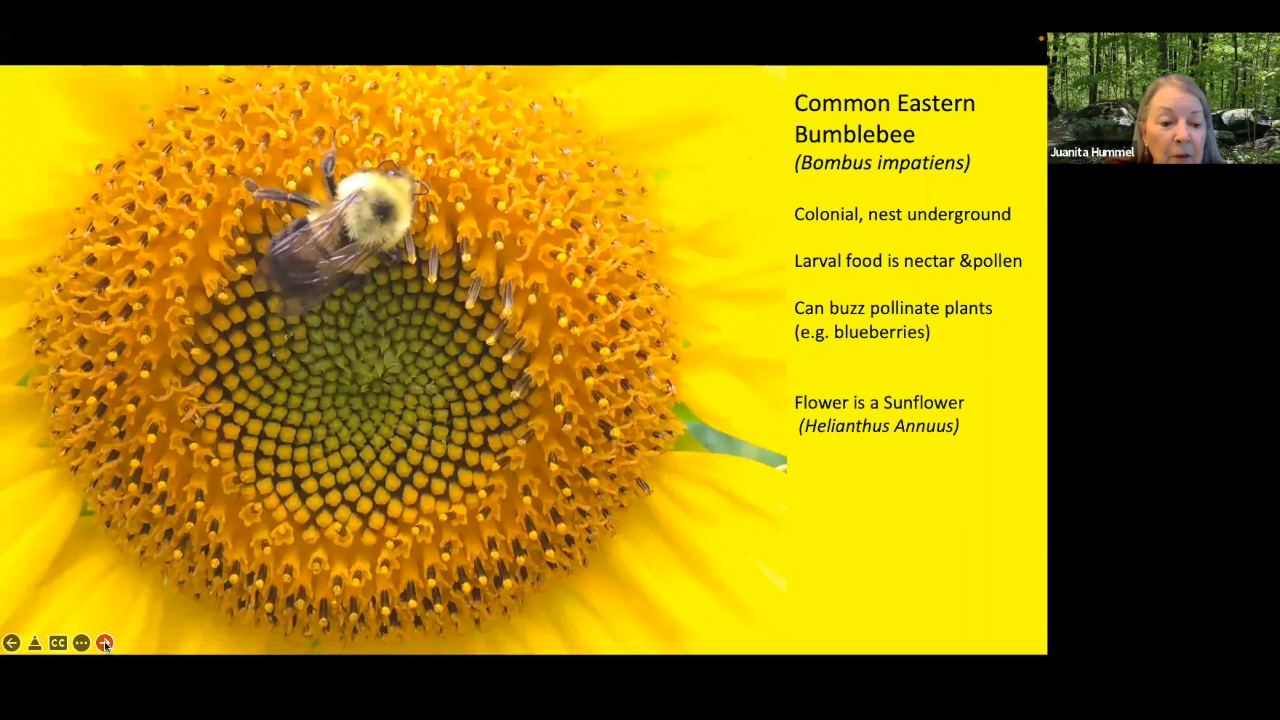 Common Eastern
Bumblebee
(Bombus impatiens)
Colonial, nest underground
Larval food is nectar &pollen
Can buzz pollinate plants
(e.g. blueberries)
Flower is a Sunflower
(Helianthus Annuus)
Juanita Hummel
CC